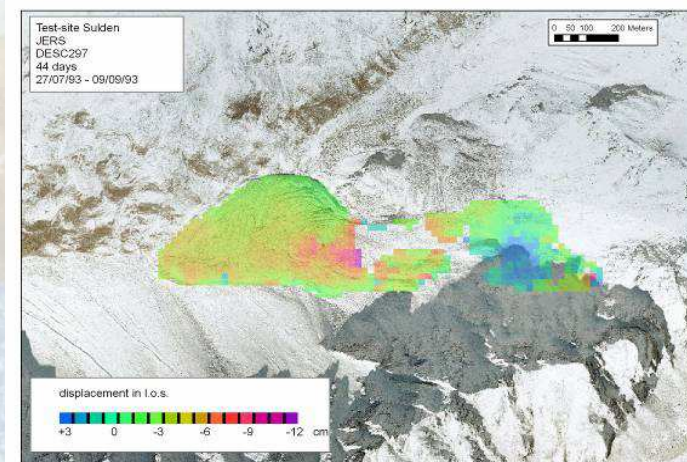 Test-site Sulden
JERS
DESC297
44 days
27/07/93 - 09/09/93
0 50 100 200 Meters
displacement in l.o.s.
+3 0 -3 -6 -9 -12 cm